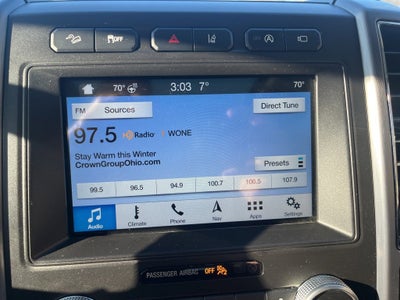 OFF
A
70° 3:03 7° 70°
FM Sources Direct Tune
97.5 HD Radio WONE
Stay Warm this Winter
CrownGroupOhio.com
Presets
99.5 96.5 94.9 100.7 106.5 107.9
Audio Climate Phone Nav Apps Settings
PASSENGER AIRBAG OFF